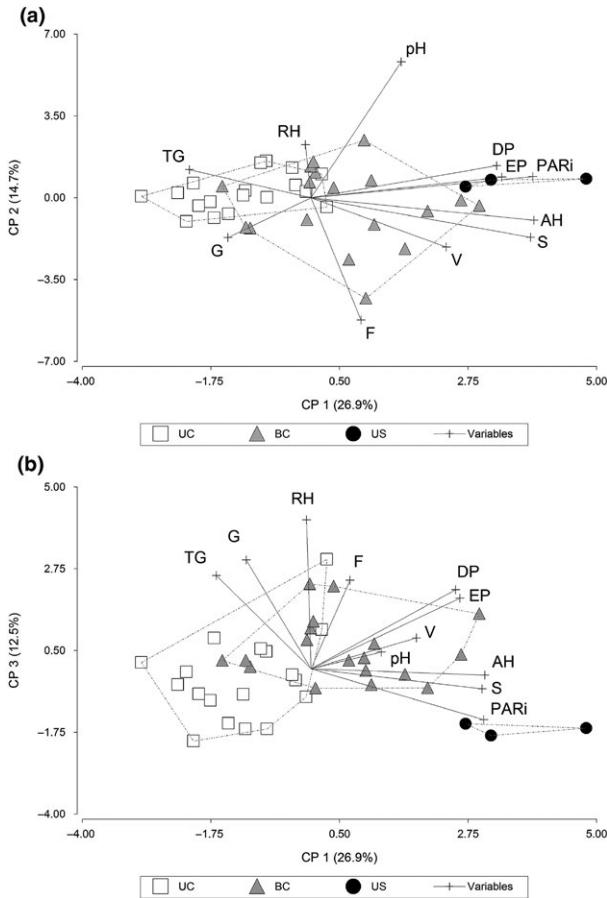 (a)
7.00
3.50
0.00
-3.50
-7.00
CP 2 (14.7%)
pH
RH
TG
DP
EP
PARi
AH
S
G
V
F
-4.00 -1.75 0.50 2.75 5.00
CP 1 (26.9%)
UC BC US Variables
(b)
5.00
2.75
0.50
-1.75
-4.00
CP 3 (12.5%)
RH
G
TG
F
DP
EP
V
pH
AH
S
PARi
-4.00 -1.75 0.50 2.75 5.00
CP 1 (26.9%)
UC BC US Variables